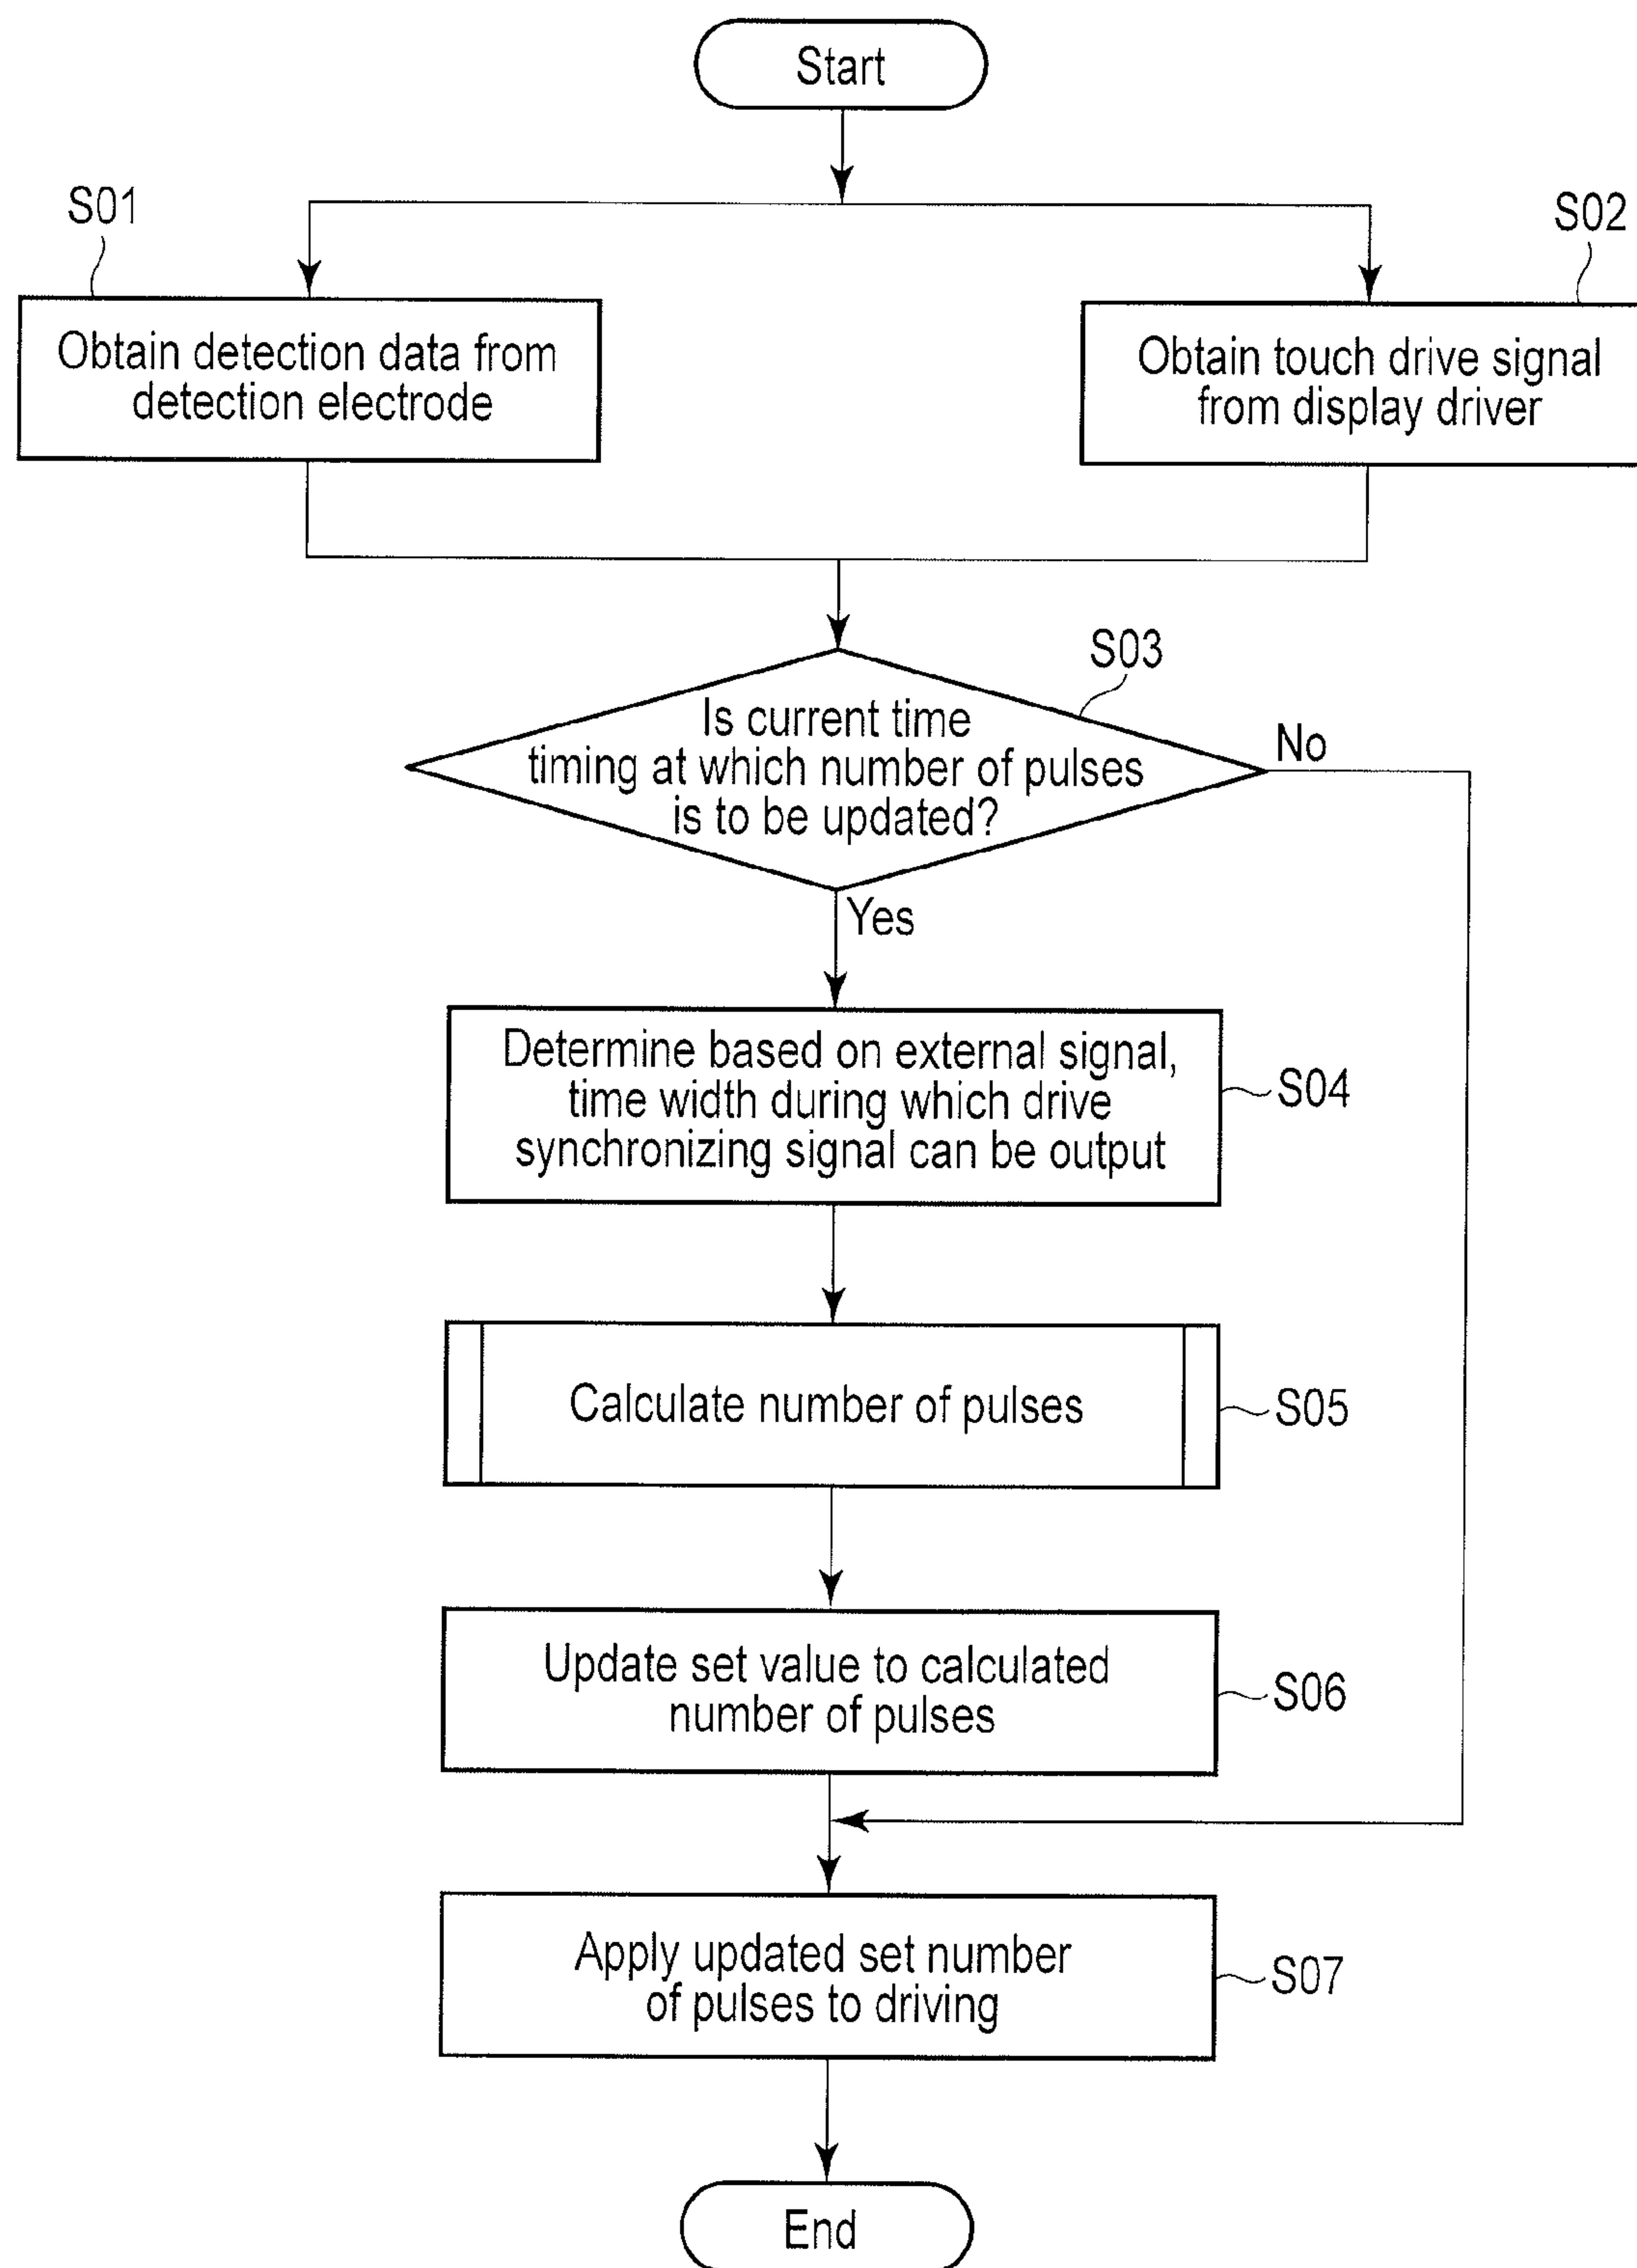 Start
S01
S02
Obtain detection data from
detection electrode
Obtain touch drive signal
from display driver
S03
Is current time
timing at which number of pulses
is to be updated?
No
Yes
Determine based on external signal,
time width during which drive
synchronizing signal can be output
S04
Calculate number of pulses
S05
Update set value to calculated
number of pulses
S06
Apply updated set number
of pulses to driving
S07
End